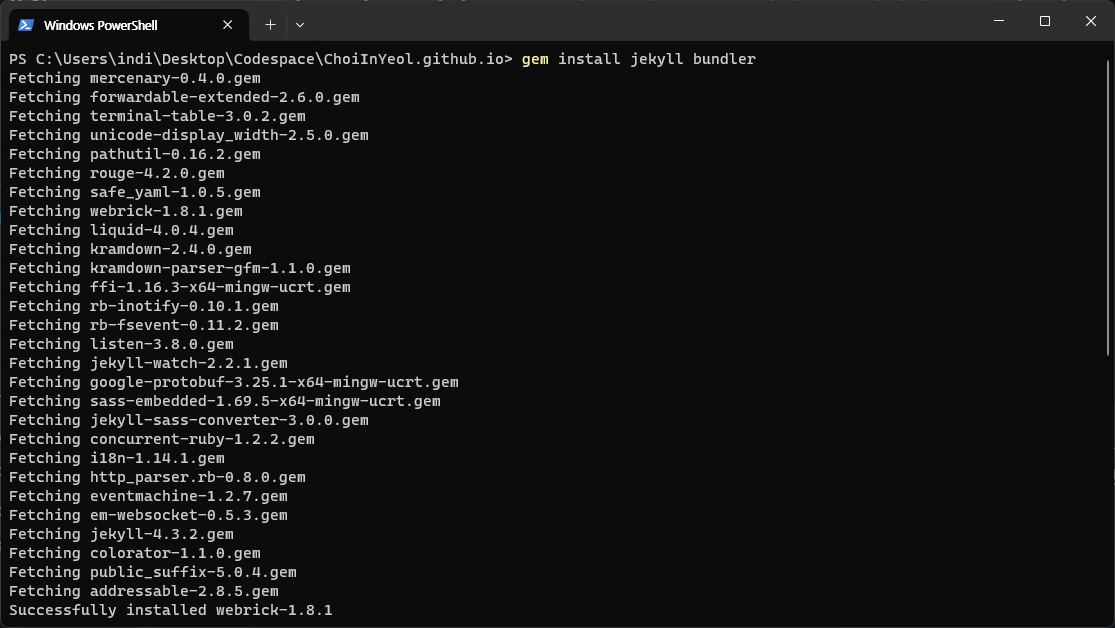 Windows PowerShell
PS C:\Users\indi\Desktop\Codespace\ChoiInYeol.github.io> gem install jekyll bundler
Fetching mercenary-0.4.0.gem
Fetching forwardable-extended-2.6.0.gem
Fetching terminal-table-3.0.2.gem
Fetching unicode-display_width-2.5.0.gem
Fetching pathutil-0.16.2.gem
Fetching rouge-4.2.0.gem
Fetching safe_yaml-1.0.5.gem
Fetching webrick-1.8.1.gem
Fetching liquid-4.0.4.gem
Fetching kramdown-2.4.0.gem
Fetching kramdown-parser-gfm-1.1.0.gem
Fetching ffi-1.16.3-x64-mingw-ucrt.gem
Fetching rb-inotify-0.10.1.gem
Fetching rb-fsevent-0.11.2.gem
Fetching listen-3.8.0.gem
Fetching jekyll-watch-2.2.1.gem
Fetching google-protobuf-3.25.1-x64-mingw-ucrt.gem
Fetching sass-embedded-1.69.5-x64-mingw-ucrt.gem
Fetching jekyll-sass-converter-3.0.0.gem
Fetching concurrent-ruby-1.2.2.gem
Fetching i18n-1.14.1.gem
Fetching http_parser.rb-0.8.0.gem
Fetching eventmachine-1.2.7.gem
Fetching em-websocket-0.5.3.gem
Fetching jekyll-4.3.2.gem
Fetching colorator-1.1.0.gem
Fetching public_suffix-5.0.4.gem
Fetching addressable-2.8.5.gem
Successfully installed webrick-1.8.1